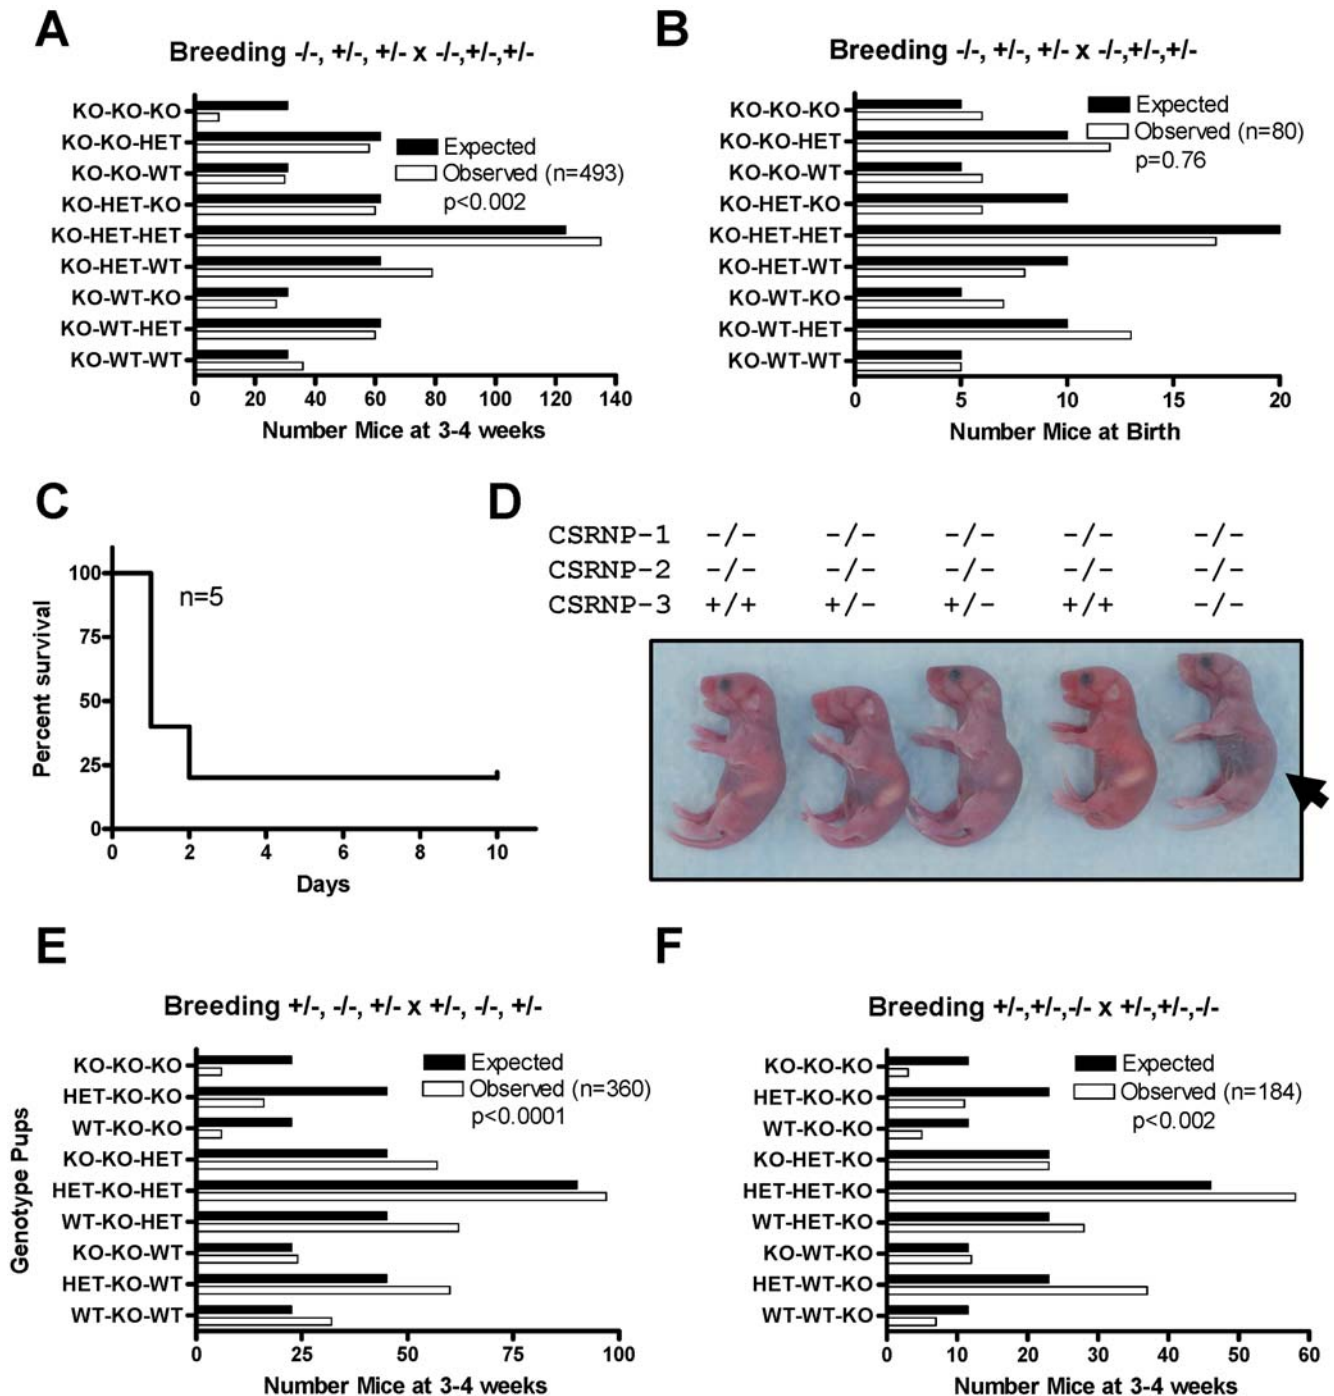 A
Breeding -/-, +/-, +/- x -/-,+/-,+/-
KO-KO-KO
KO-KO-HET
KO-KO-WT
KO-HET-KO
KO-HET-HET
KO-HET-WT
KO-WT-KO
KO-WT-HET
KO-WT-WT
Expected
Observed (n=493)
p<0.002
0 20 40 60 80 100 120 140
Number Mice at 3-4 weeks
B
Breeding -/-, +/-, +/- x -/-,+/-,+/-
KO-KO-KO
KO-KO-HET
KO-KO-WT
KO-HET-KO
KO-HET-HET
KO-HET-WT
KO-WT-KO
KO-WT-HET
KO-WT-WT
Expected
Observed (n=80)
p=0.76
0 5 10 15 20
Number Mice at Birth
C
Percent survival
100
75
50
25
0
n=5
0 2 4 6 8 10
Days
D
CSRNP-1 -/- -/- -/- -/- -/-
CSRNP-2 -/- -/- -/- -/- -/-
CSRNP-3 +/+ +/- +/- +/+ -/-
E
Breeding +/-, -/-, +/- x +/-, -/-, +/-
Genotype Pups
KO-KO-KO
HET-KO-KO
WT-KO-KO
KO-KO-HET
HET-KO-HET
WT-KO-HET
KO-KO-WT
HET-KO-WT
WT-KO-WT
Expected
Observed (n=360)
p<0.0001
0 25 50 75 100
Number Mice at 3-4 weeks
F
Breeding +/-,+/-,-/- x +/-,+/-,-/-
KO-KO-KO
HET-KO-KO
WT-KO-KO
KO-HET-KO
HET-HET-KO
WT-HET-KO
KO-WT-KO
HET-WT-KO
WT-WT-KO
Expected
Observed (n=184)
p<0.002
0 10 20 30 40 50 60
Number Mice at 3-4 weeks